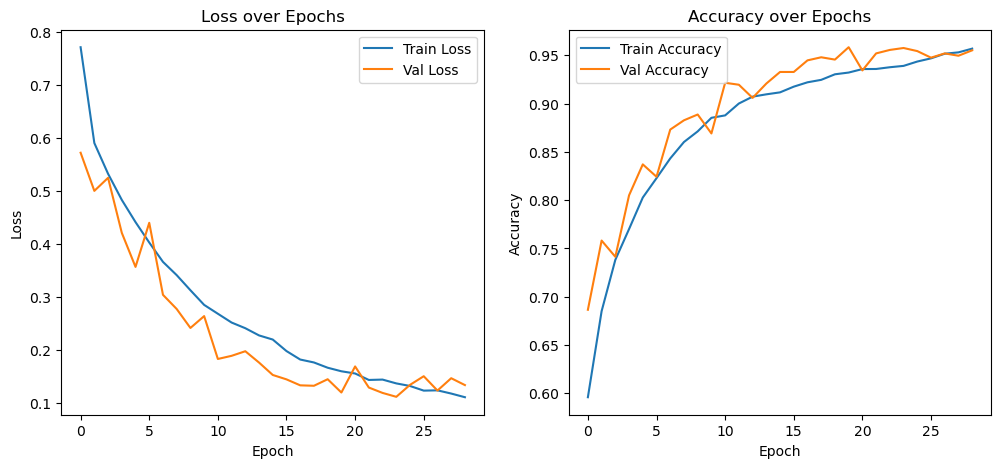 Loss over Epochs
0.8
0.7
0.6
0.5
0.4
0.3
0.2
0.1
Loss
0
5
10
15
20
25
Epoch
Train Loss
Val Loss
Accuracy over Epochs
0.95
0.90
0.85
0.80
0.75
0.70
0.65
0.60
Accuracy
0
5
10
15
20
25
Epoch
Train Accuracy
Val Accuracy